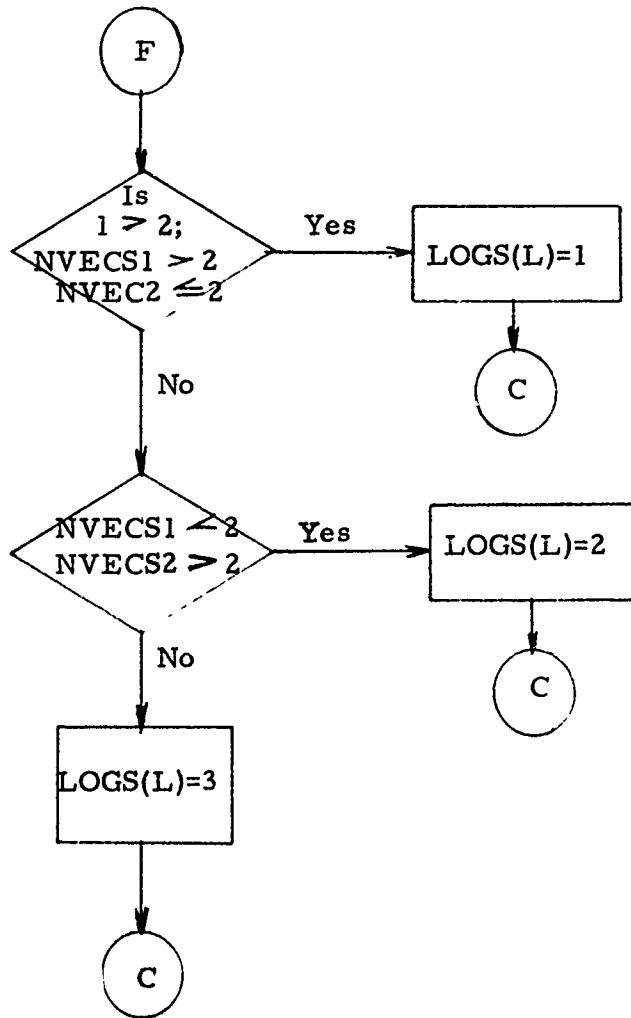 F
Is
1 > 2;
NVECS1 > 2
NVEC2 ≤ 2
Yes
LOGS(L)=1
C
No
NVECS1 < 2
NVECS2 > 2
Yes
LOGS(L)=2
C
No
LOGS(L)=3
C